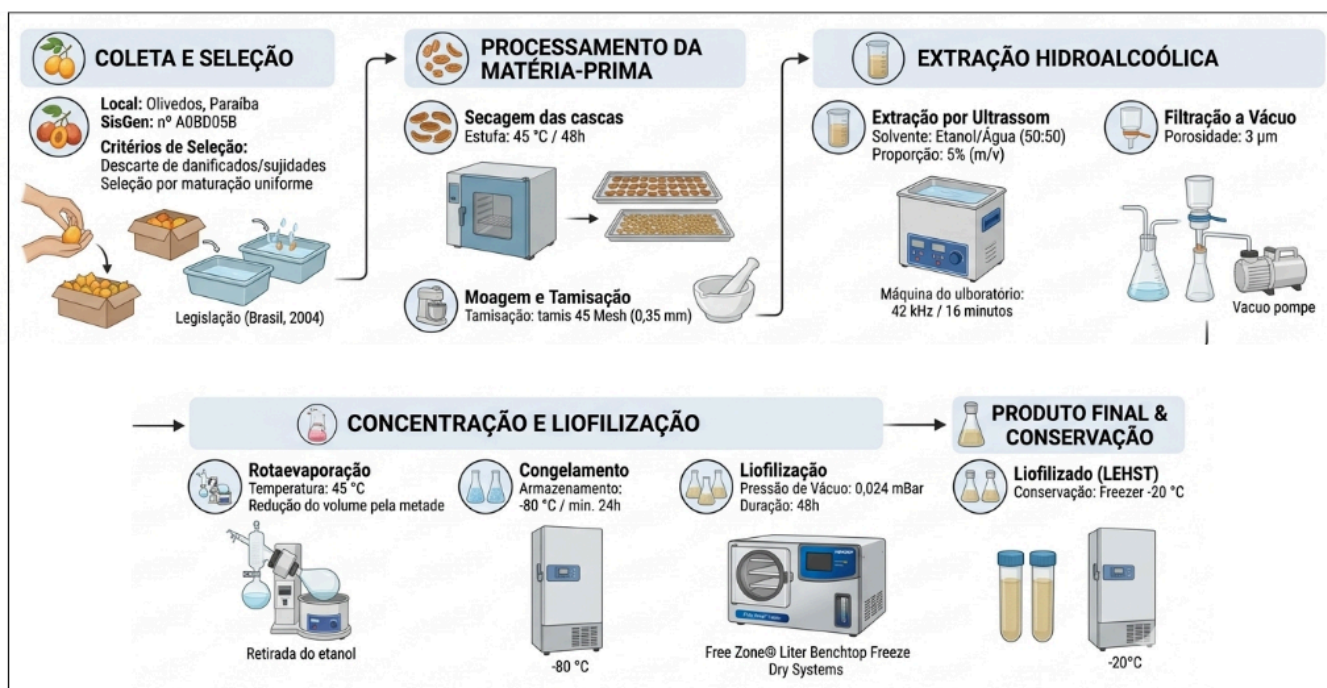 COLETA E SELEÇÃO
Local: Olivedos, Paraíba
SisGen: nº A0BD05B
Critérios de Seleção:
Descarte de danificados/sujidades
Seleção por maturação uniforme
Legislação (Brasil, 2004)
PROCESSAMENTO DA
MATÉRIA-PRIMA
Secagem das cascas
Estufa: 45 °C / 48h
Moagem e Tamisação
Tamisação: tamis 45 Mesh (0,35 mm)
EXTRAÇÃO HIDROALCOÓLICA
Extração por Ultrassom
Solvente: Etanol/Água (50:50)
Proporção: 5% (m/v)
Máquina do ulboratório:
42 kHz / 16 minutos
Filtração a Vácuo
Porosidade: 3 µm
Vacuo pompe
CONCENTRAÇÃO E LIOFILIZAÇÃO
Rotaevaporação
Temperatura: 45 °C
Redução do volume pela metade
Retirada do etanol
Congelamento
Armazenamento:
-80 °C / min. 24h
-80 °C
Liofilização
Pressão de Vácuo: 0,024 mBar
Duração: 48h
Free Zone® Liter Benchtop Freeze
Dry Systems
PRODUTO FINAL &
CONSERVAÇÃO
Liofilizado (LEHST)
Conservação: Freezer -20 °C
-20°C